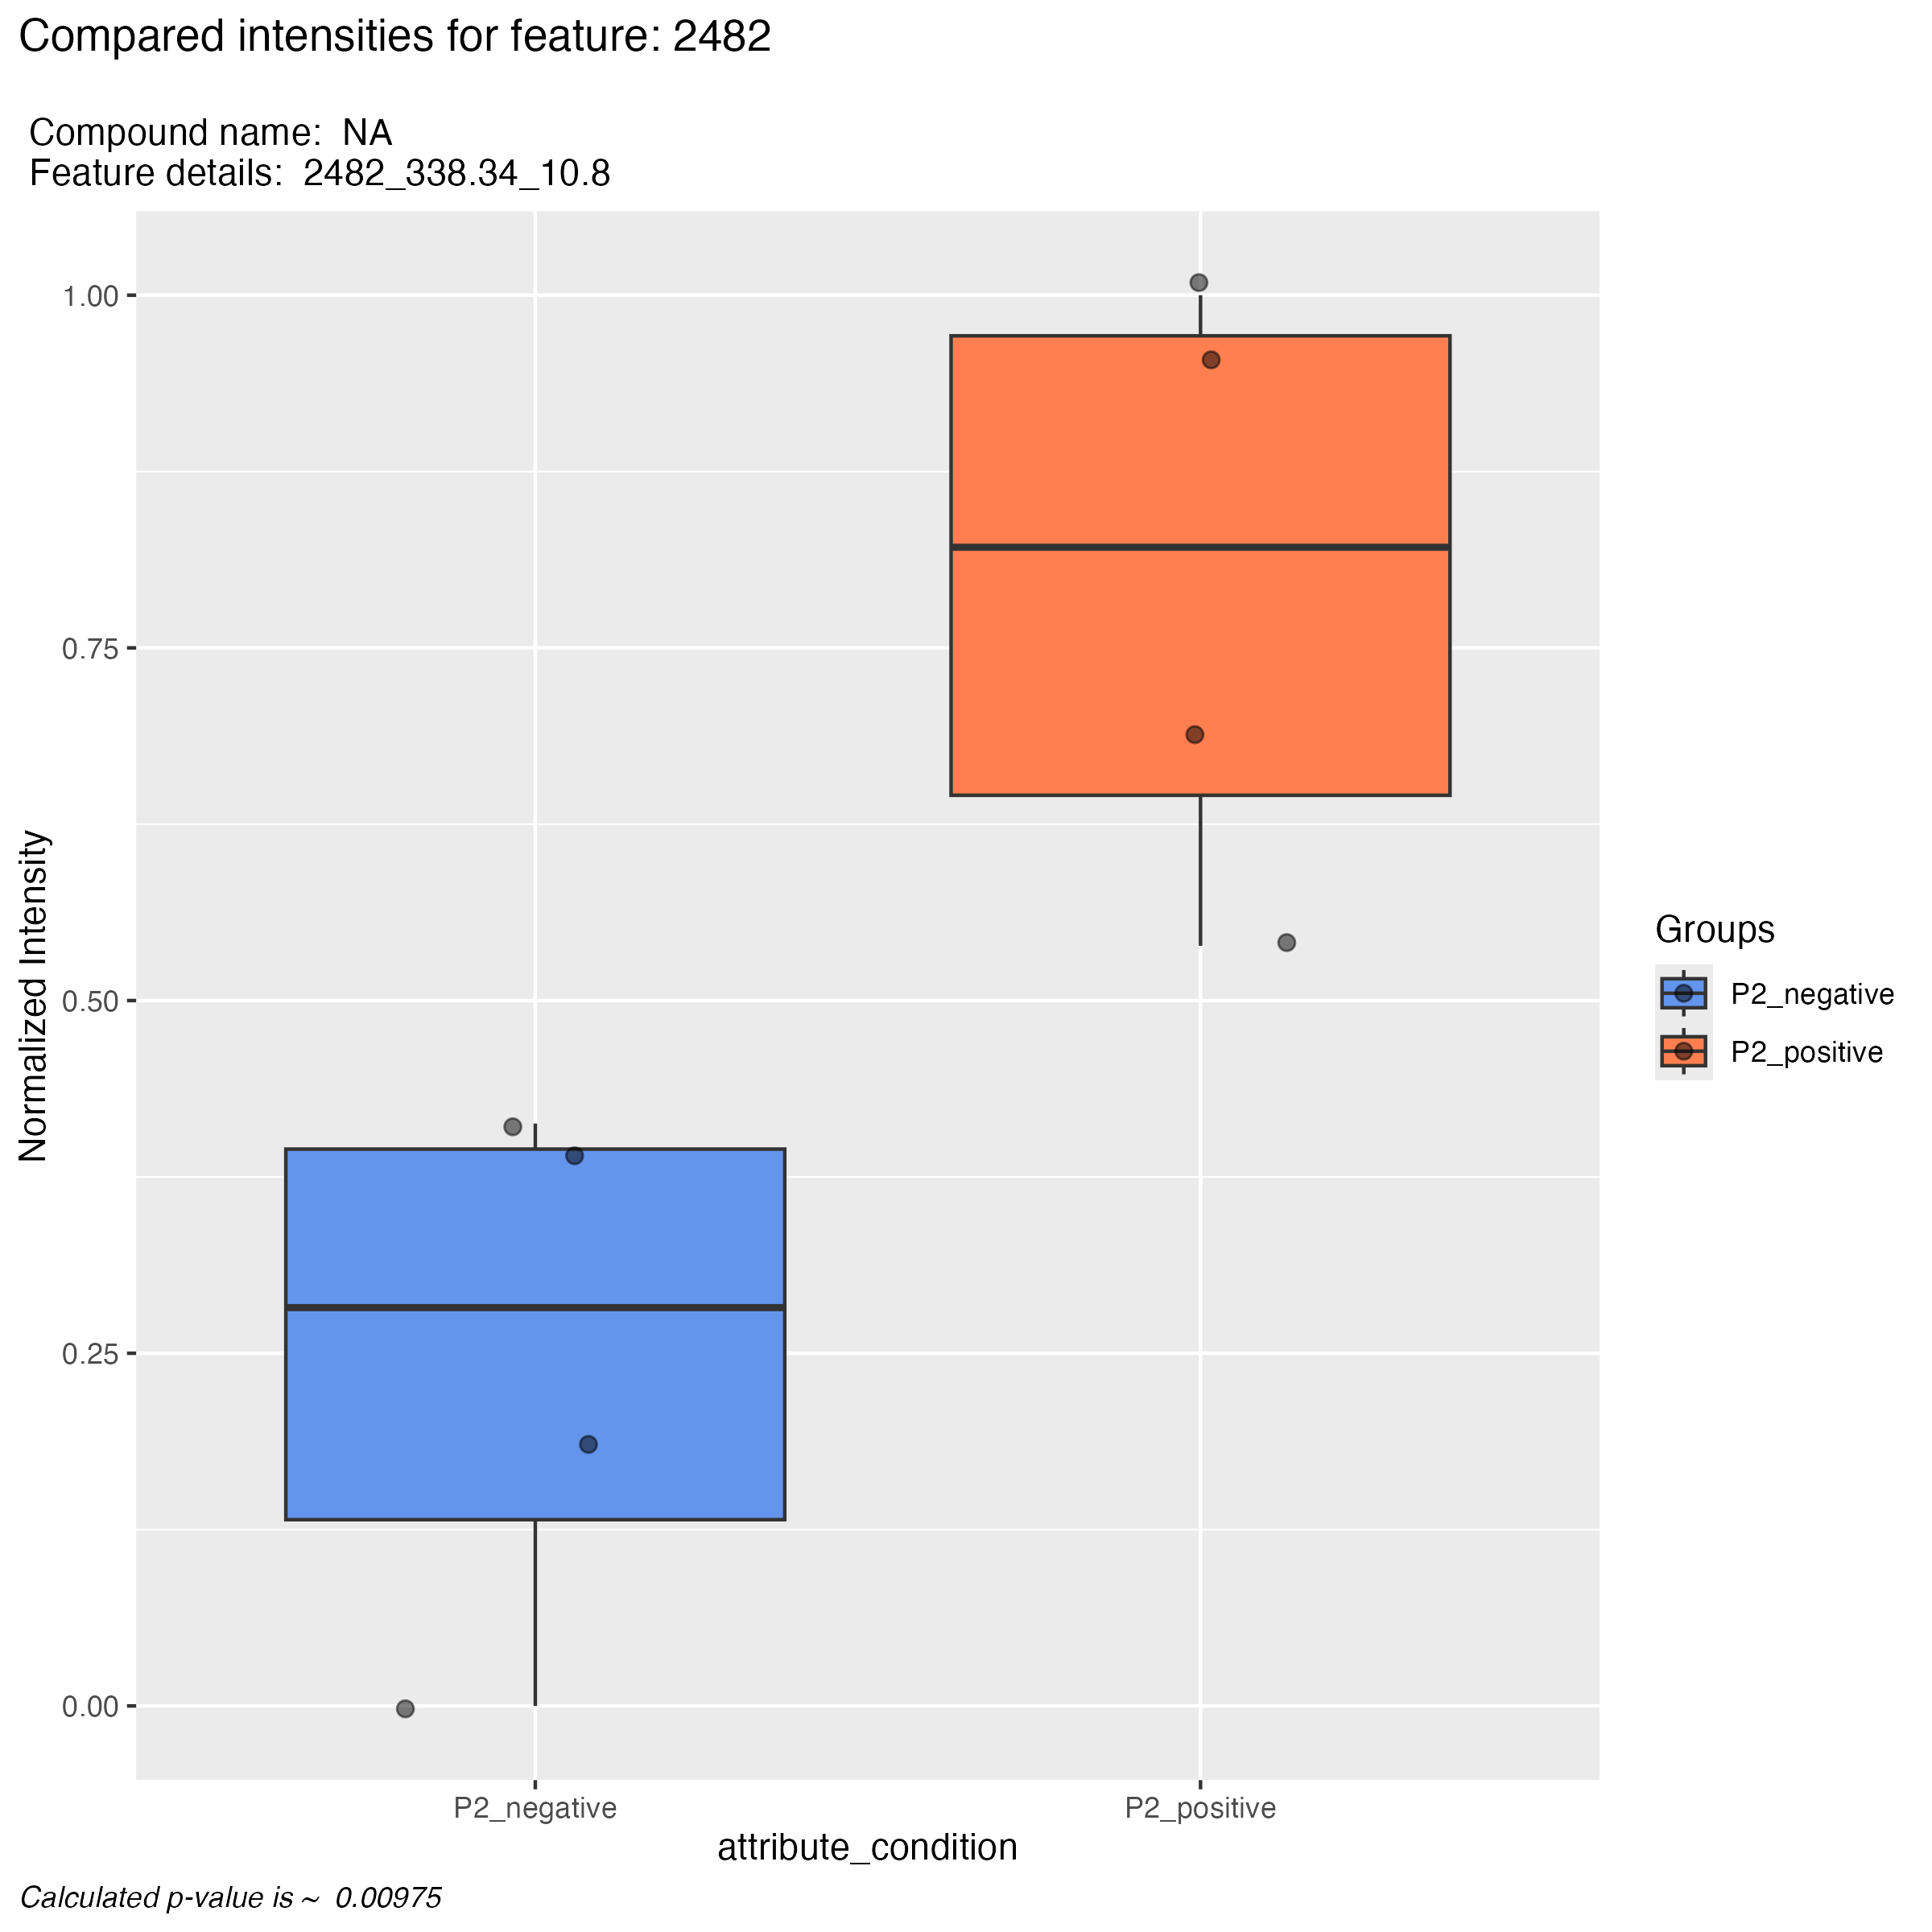 Compared intensities for feature: 2482
Compound name:  NA
Feature details:  2482_338.34_10.8
1.00
0.75
0.50
0.25
0.00
Normalized Intensity
P2_negative
P2_positive
attribute_condition
Groups
P2_negative
P2_positive
Calculated p-value is ~  0.00975